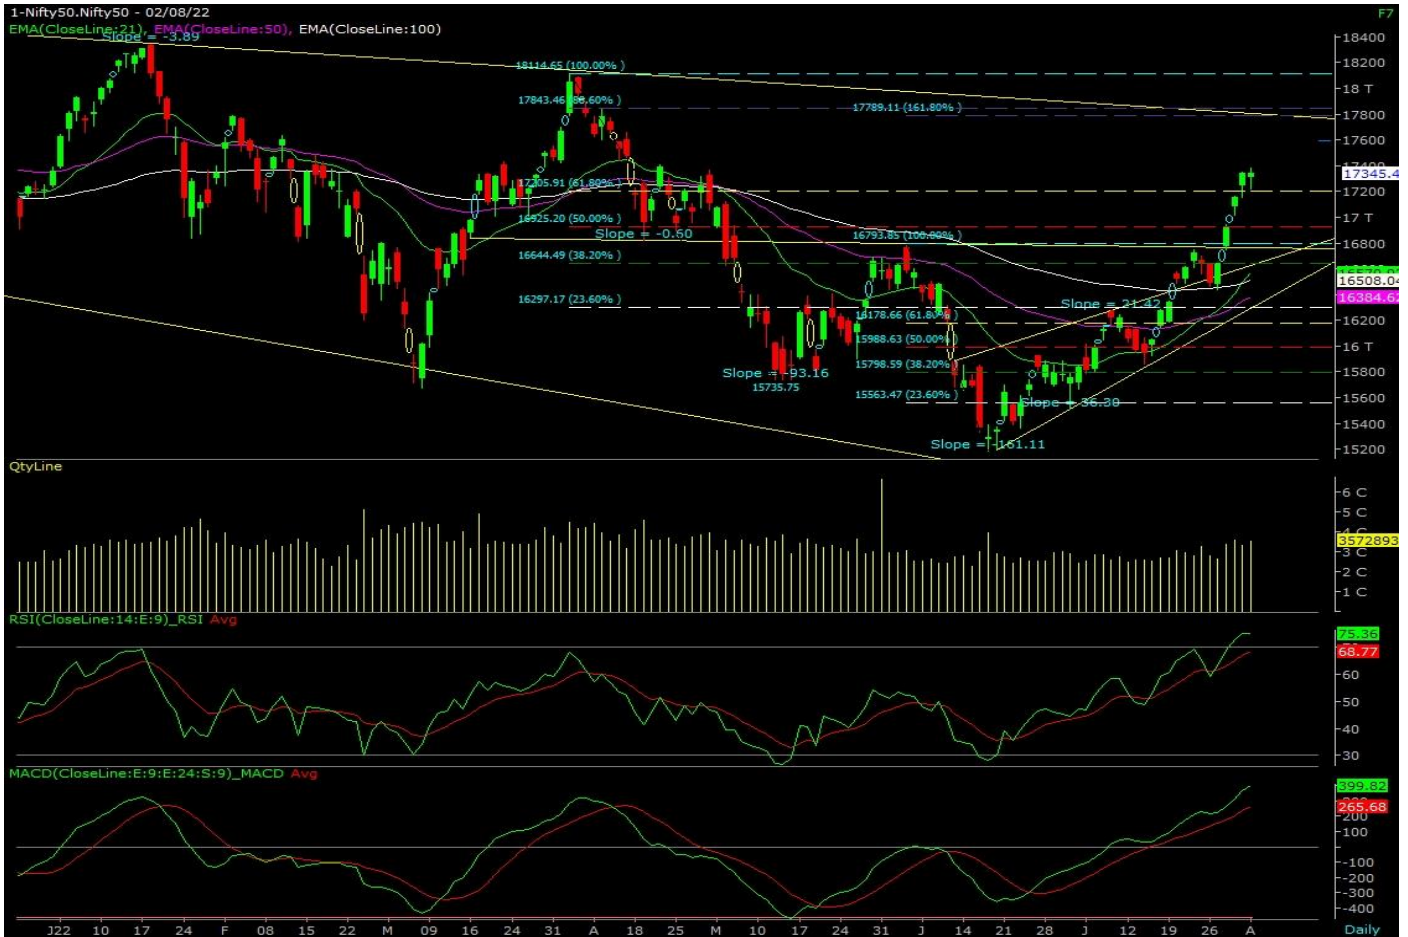 1-Nifty50.Nifty50 - 02/08/22
F7
EMA(CloseLine:21), EMA(CloseLine:50), EMA(CloseLine:100)
Slope = -3.89
18400
18114.65 (100.00% )
18200
18 T
17843.46 (88.60% )
17789.11 (161.80% )
17800
17600
17400
17345.4
17205.91 (61.80% )
17200
16925.20 (50.00% )
17 T
Slope = -0.60
16793.85 (100.00% )
16800
16644.49 (38.20% )
16508.04
16297.17 (23.60% )
Slope = 21.42
16384.62
16178.66 (61.80% )
16200
15988.63 (50.00% )
16 T
Slope = -93.16
15798.59 (38.20% )
15800
15735.75
15563.47 (23.60% )
Slope = 36.30
15600
15400
Slope = -161.11
15200
QtyLine
6 C
5 C
4 C
3572893
3 C
2 C
1 C
RSI(CloseLine:14:E:9)_RSI Avg
75.36
68.77
60
50
40
30
MACD(CloseLine:E:9:E:24:S:9)_MACD Avg
399.82
265.68
200
100
-100
-200
-300
-400
J22 10 17 24 F 08 15 22 M 09 16 24 31 A 18 25 M 10 17 24 31 J 14 21 28 J 12 19 26 A
Daily